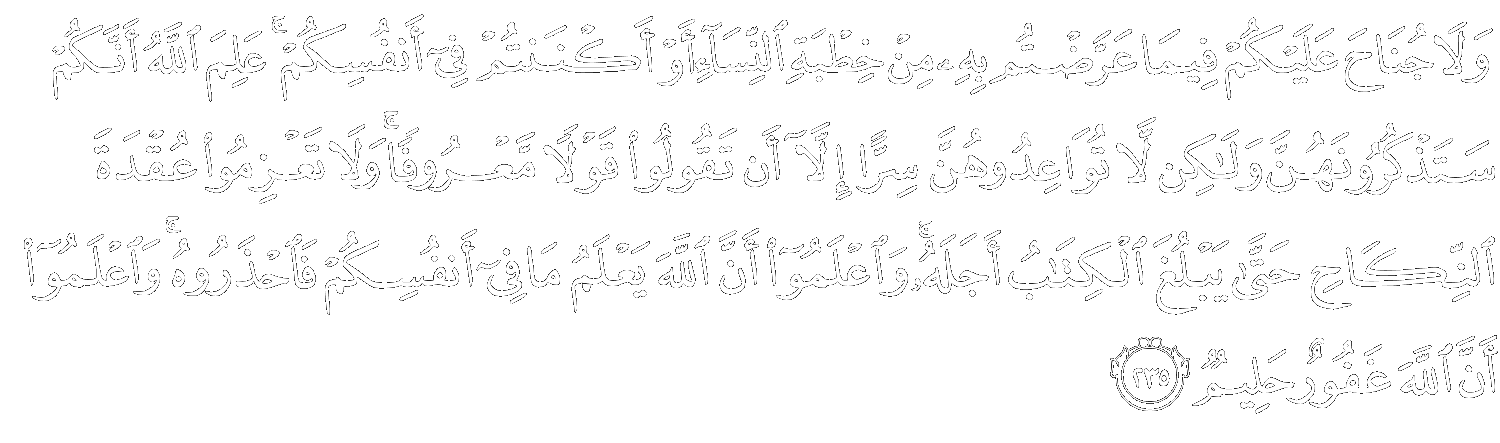 وَلَا جُنَاحَ عَلَيْكُمْ فِيمَا عَرَّضْتُم بِهِۦ مِنْ خِطْبَةِ ٱلنِّسَآءِ أَوْ أَكْنَنتُمْ فِىٓ أَنفُسِكُمْ ۚ عَلِمَ ٱللَّهُ أَنَّكُمْ
سَتَذْكُرُونَهُنَّ وَلَـٰكِن لَّا تُوَاعِدُوهُنَّ سِرًّا إِلَّآ أَن تَقُولُوا۟ قَوْلًا مَّعْرُوفًا ۚ وَلَا تَعْزِمُوا۟ عُقْدَةَ
ٱلنِّكَاحِ حَتَّىٰ يَبْلُغَ ٱلْكِتَـٰبُ أَجَلَهُۥ ۚ وَٱعْلَمُوٓا۟ أَنَّ ٱللَّهَ يَعْلَمُ مَا فِىٓ أَنفُسِكُمْ فَٱحْذَرُوهُ ۚ وَٱعْلَمُوٓا۟
أَنَّ ٱللَّهَ غَفُورٌ حَلِيمٌ ٢٣٥